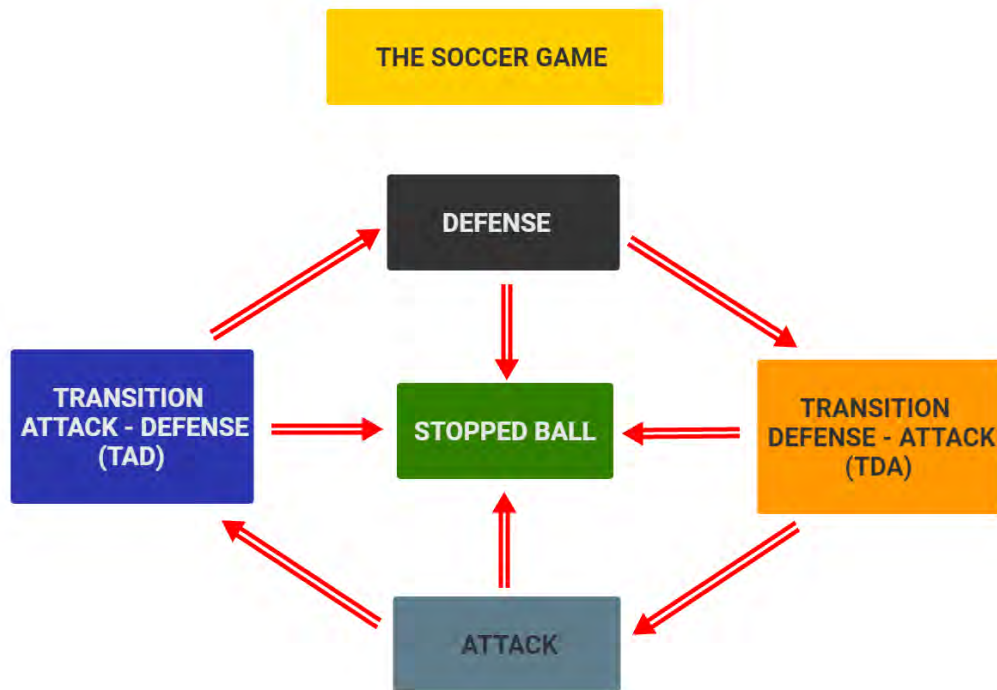 THE SOCCER GAME
DEFENSE
TRANSITION
ATTACK - DEFENSE
(TAD)
STOPPED BALL
TRANSITION
DEFENSE - ATTACK
(TDA)
ATTACK